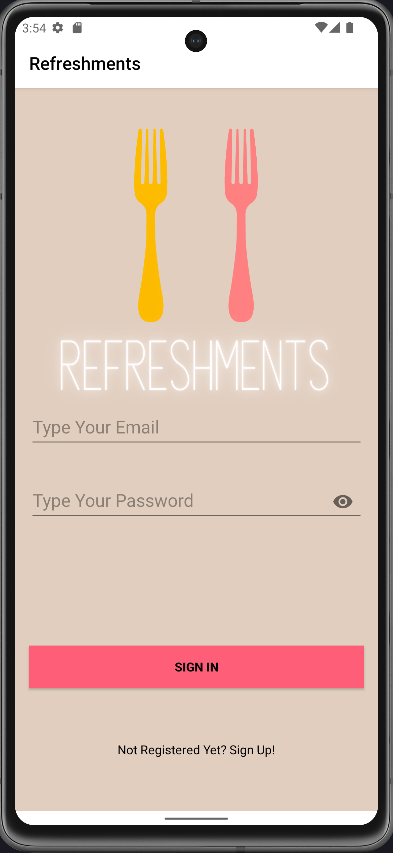 3:54
Refreshments
REFRESHMENTS
Type Your Email
Type Your Password
SIGN IN
Not Registered Yet? Sign Up!